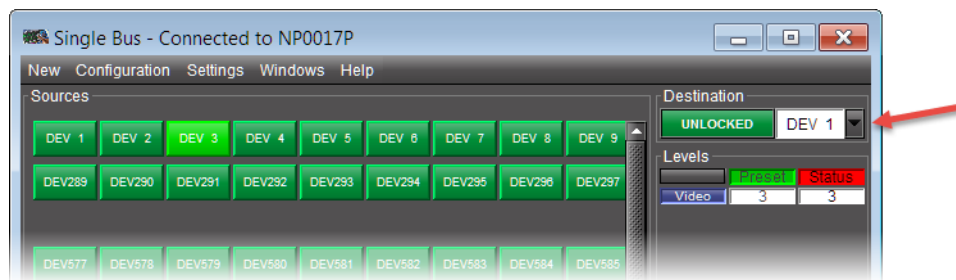 Single Bus - Connected to NP0017P
New Configuration Settings Windows Help
Sources
DEV 1 DEV 2 DEV 3 DEV 4 DEV 5 DEV 6 DEV 7 DEV 8 DEV 9
DEV289 DEV290 DEV291 DEV292 DEV293 DEV294 DEV295 DEV296 DEV297
DEV577 DEV578 DEV579 DEV580 DEV581 DEV582 DEV583 DEV584 DEV585
Destination
UNLOCKED DEV 1
Levels
Preset Status
Video 3 3